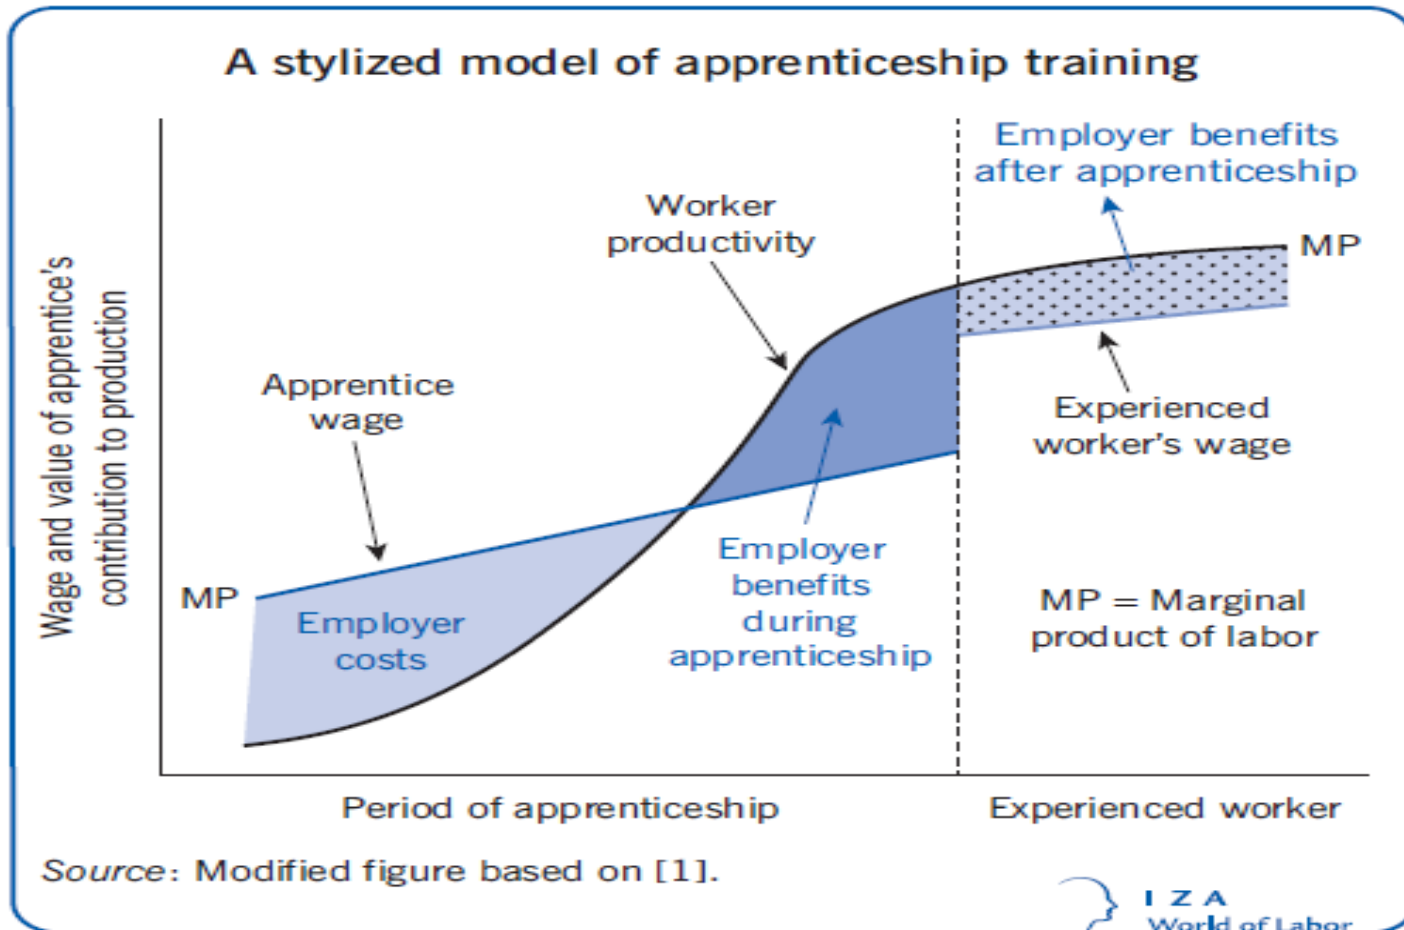 A stylized model of apprenticeship training
Employer benefits
after apprenticeship
Worker
productivity
MP
Wage and value of apprentice's
contribution to production
Apprentice
wage
Experienced
worker's wage
Employer
benefits
during
apprenticeship
MP
Employer
costs
MP = Marginal
product of labor
Period of apprenticeship
Experienced worker
Source: Modified figure based on [1].
I Z A
World of Labor